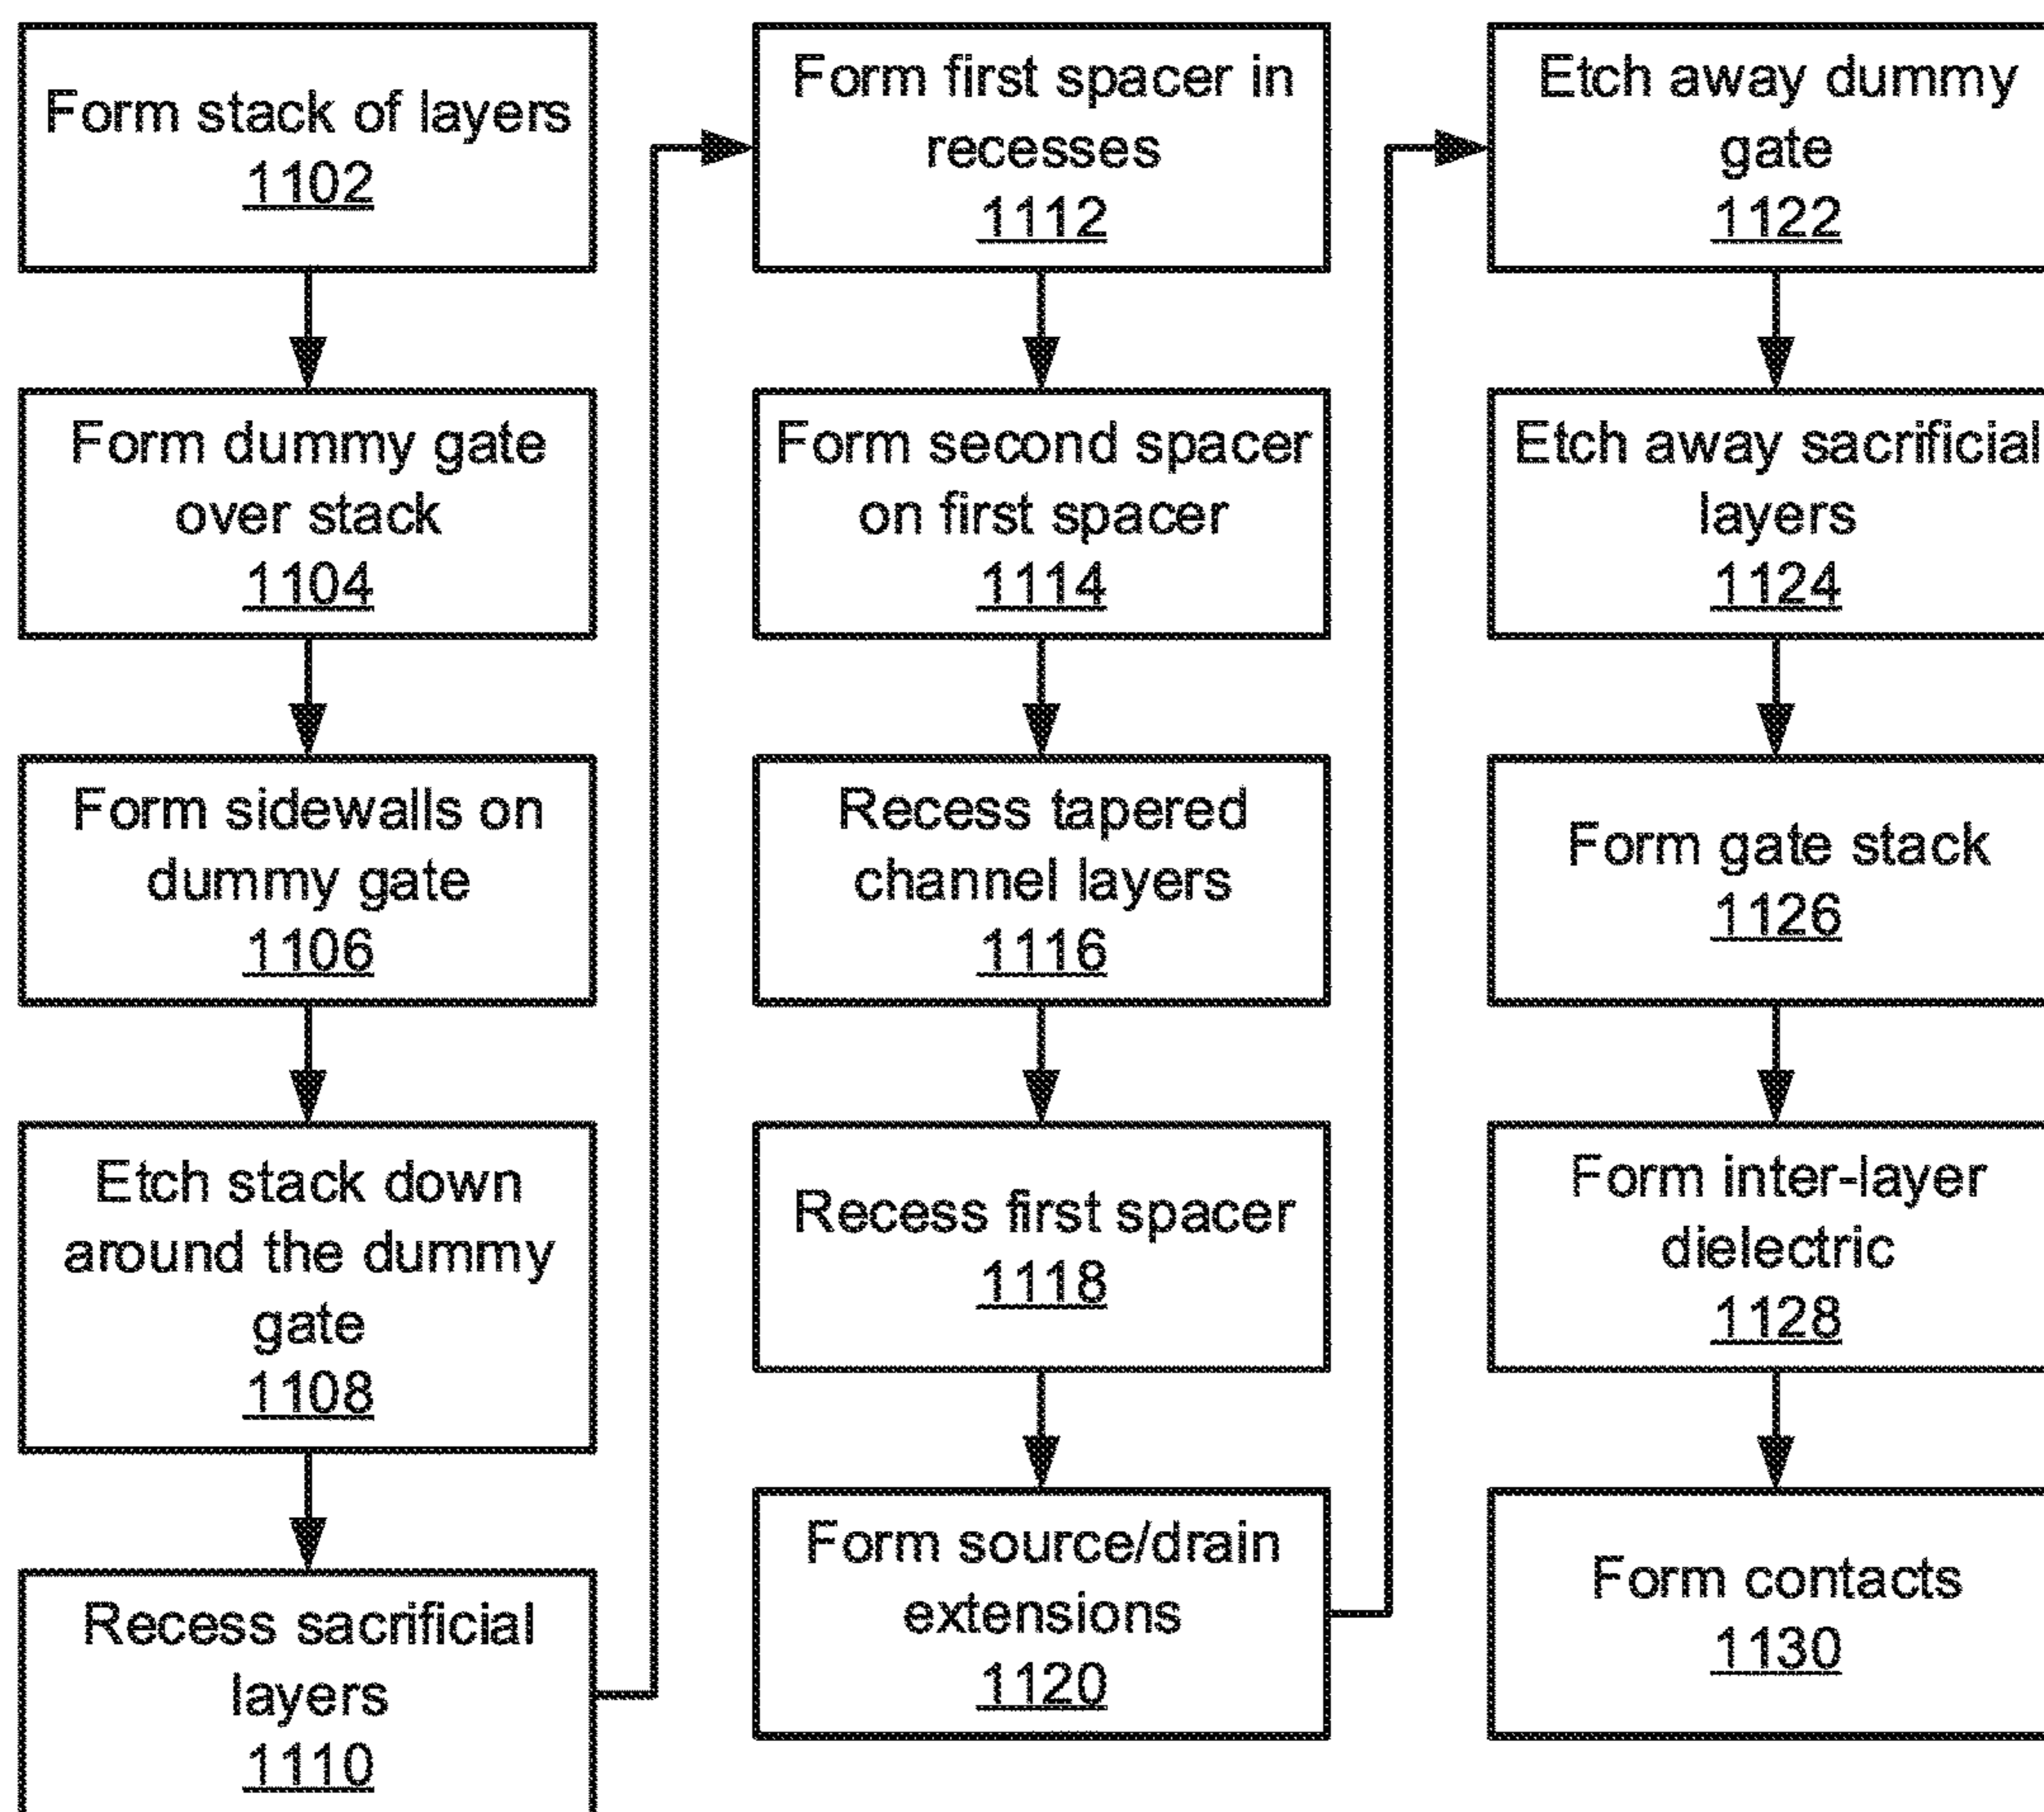 Form stack of layers
1102
Form dummy gate
over stack
1104
Form sidewalls on
dummy gate
1106
Etch stack down
around the dummy
gate
1108
Recess sacrificial
layers
1110
Form first spacer in
recesses
1112
Form second spacer
on first spacer
1114
Recess tapered
channel layers
1116
Recess first spacer
1118
Form source/drain
extensions
1120
Etch away dummy
gate
1122
Etch away sacrificial
layers
1124
Form gate stack
1126
Form inter-layer
dielectric
1128
Form contacts
1130